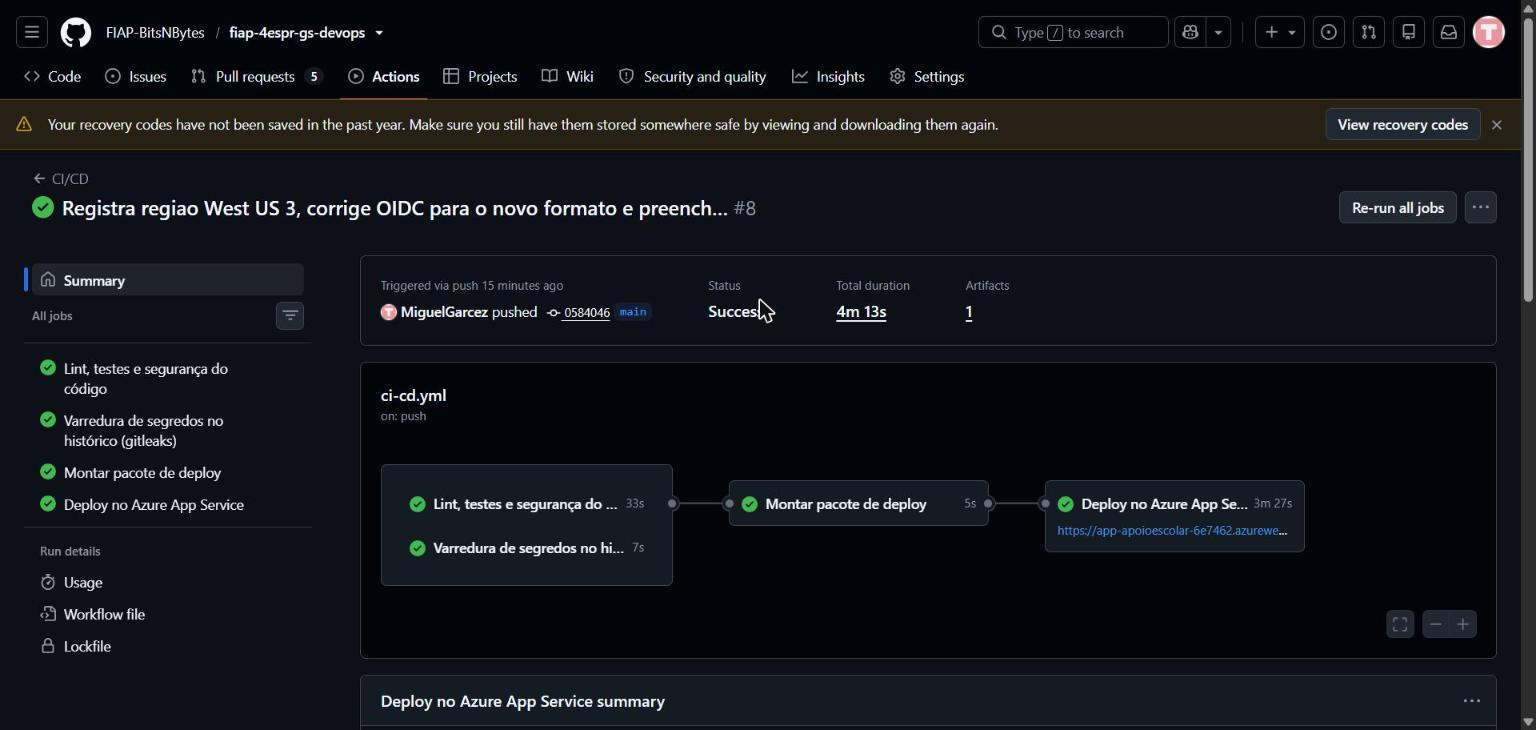 FIAP-BitsNBytes / fiap-4espr-gs-devops
Type / to search
Code Issues Pull requests 5 Actions Projects Wiki Security and quality Insights Settings
Your recovery codes have not been saved in the past year. Make sure you still have them stored somewhere safe by viewing and downloading them again.
View recovery codes
CI/CD
Registra regiao West US 3, corrige OIDC para o novo formato e preench... #8
Re-run all jobs
Summary
All jobs
Lint, testes e segurança do
código
Varredura de segredos no
histórico (gitleaks)
Montar pacote de deploy
Deploy no Azure App Service
Run details
Usage
Workflow file
Lockfile
Triggered via push 15 minutes ago
MiguelGarcez pushed 0584046 main
Status
Success
Total duration
4m 13s
Artifacts
1
ci-cd.yml
on: push
Lint, testes e segurança do ... 33s
Varredura de segredos no hi... 7s
Montar pacote de deploy 5s
Deploy no Azure App Se... 3m 27s
https://app-apoioescolar-6e7462.azurewe...
Deploy no Azure App Service summary